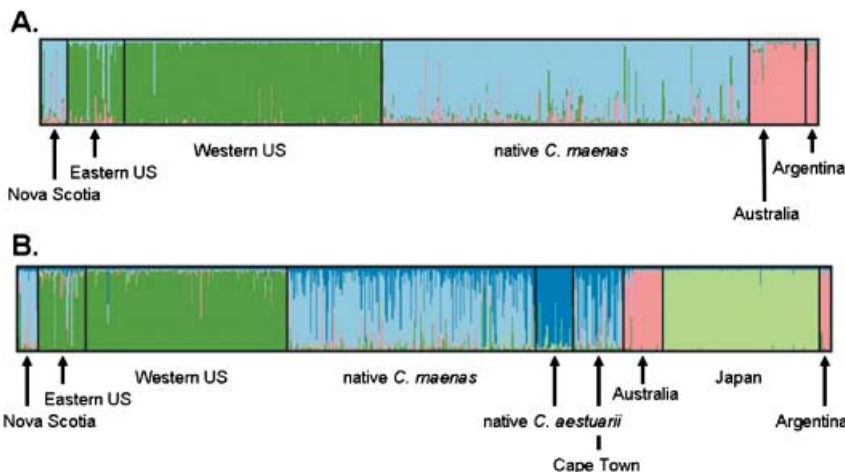 A.
Western US
native C. maenas
Eastern US
Argentina
Nova Scotia
Australia
B.
Western US
native C. maenas
Australia
Japan
Eastern US
Nova Scotia
native C. aestuarii
Argentina
Cape Town